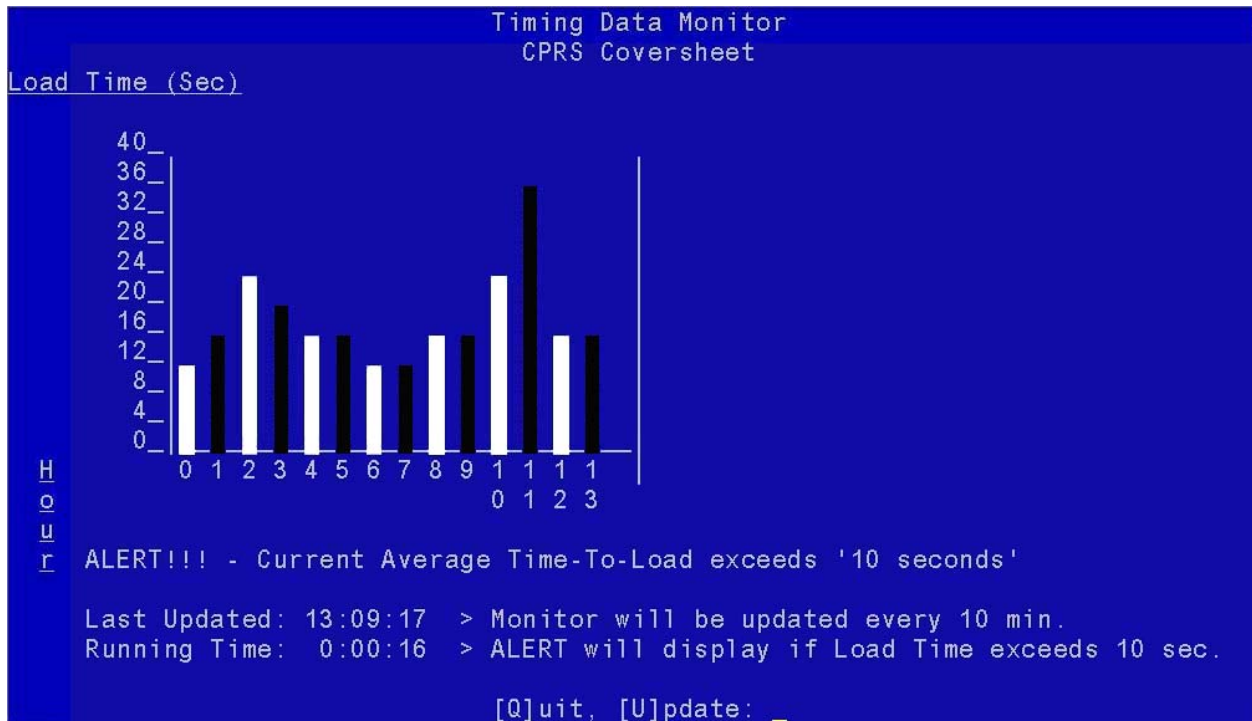 Timing Data Monitor
CPRS Coversheet
Load Time (Sec)
40_
36_
32_
28_
24_
20_
16_
12_
8_
4_
0_
0 1 2 3 4 5 6 7 8 9 1 1 1 1
0 1 2 3
Hour
ALERT!!! - Current Average Time-To-Load exceeds '10 seconds'
Last Updated: 13:09:17 > Monitor will be updated every 10 min.
Running Time: 0:00:16 > ALERT will display if Load Time exceeds 10 sec.
[Q]uit, [U]pdate: _